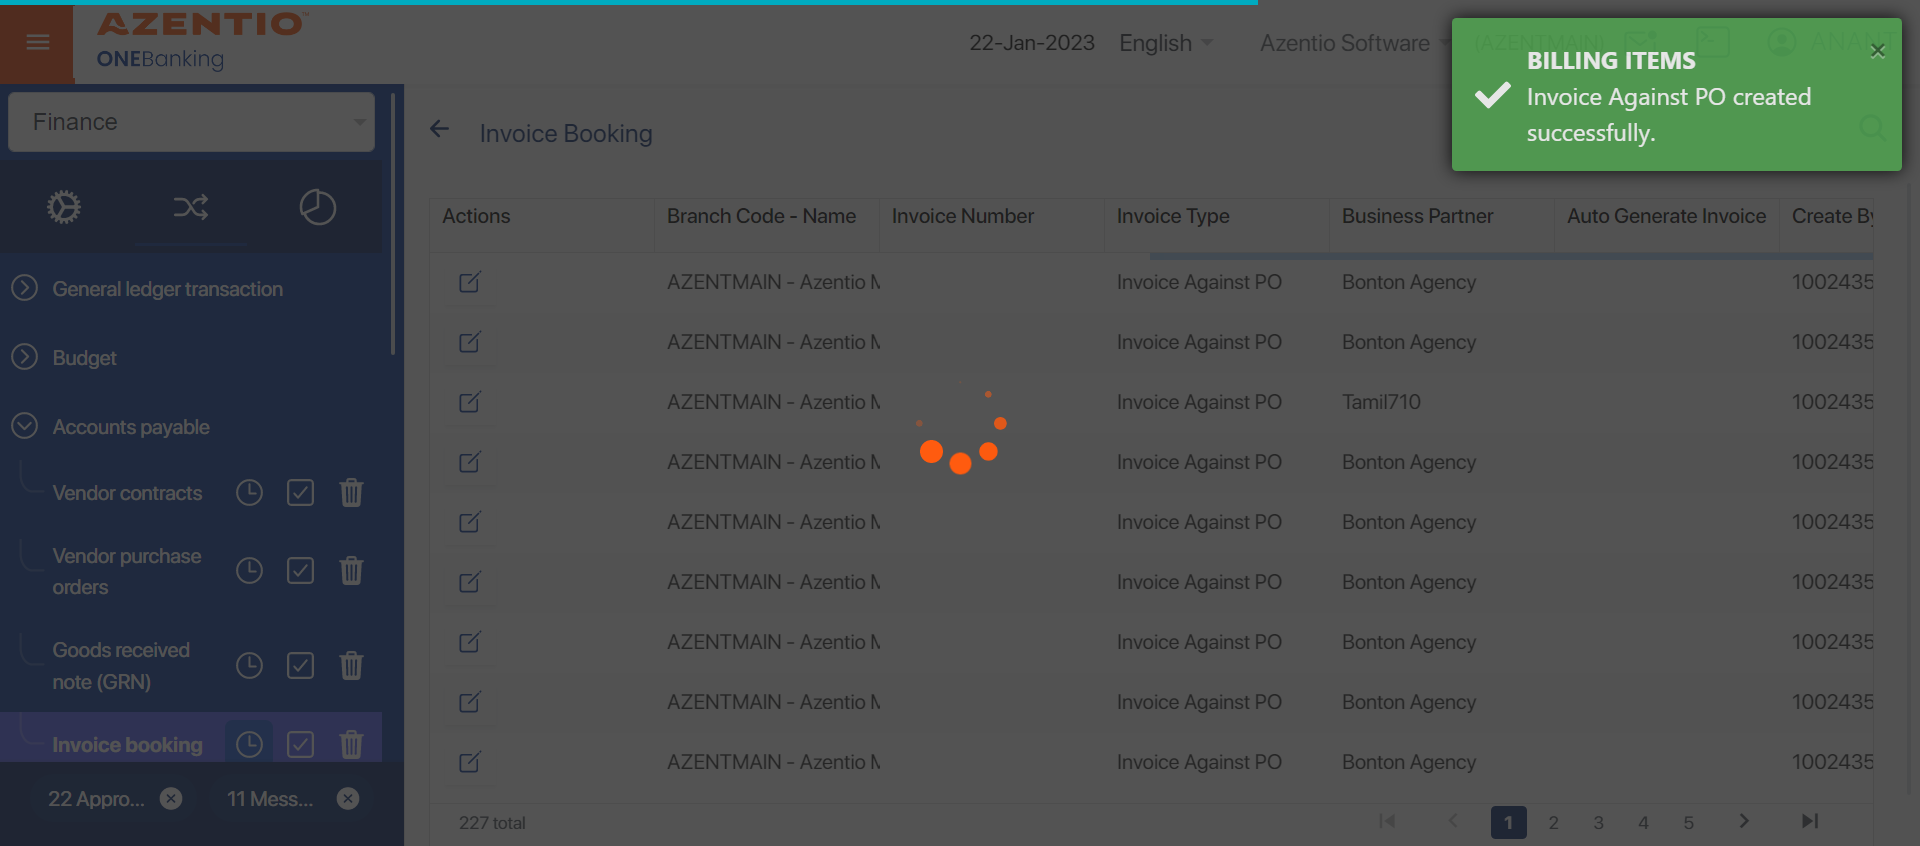 AZENTIO
ONEBanking
22-Jan-2023 English Azentio Software (AZENTMAIN)
BILLING ITEMS
Invoice Against PO created
successfully.
Finance
Invoice Booking
General ledger transaction
Budget
Accounts payable
Vendor contracts
Vendor purchase
orders
Goods received
note (GRN)
Invoice booking
22 Appro...
11 Mess...
Actions Branch Code - Name Invoice Number Invoice Type Business Partner Auto Generate Invoice Create By
AZENTMAIN - Azentio M Invoice Against PO Bonton Agency 1002435
AZENTMAIN - Azentio M Invoice Against PO Bonton Agency 1002435
AZENTMAIN - Azentio M Invoice Against PO Tamil710 1002435
AZENTMAIN - Azentio M Invoice Against PO Bonton Agency 1002435
AZENTMAIN - Azentio M Invoice Against PO Bonton Agency 1002435
AZENTMAIN - Azentio M Invoice Against PO Bonton Agency 1002435
AZENTMAIN - Azentio M Invoice Against PO Bonton Agency 1002435
AZENTMAIN - Azentio M Invoice Against PO Bonton Agency 1002435
AZENTMAIN - Azentio M Invoice Against PO Bonton Agency 1002435
227 total 1 2 3 4 5